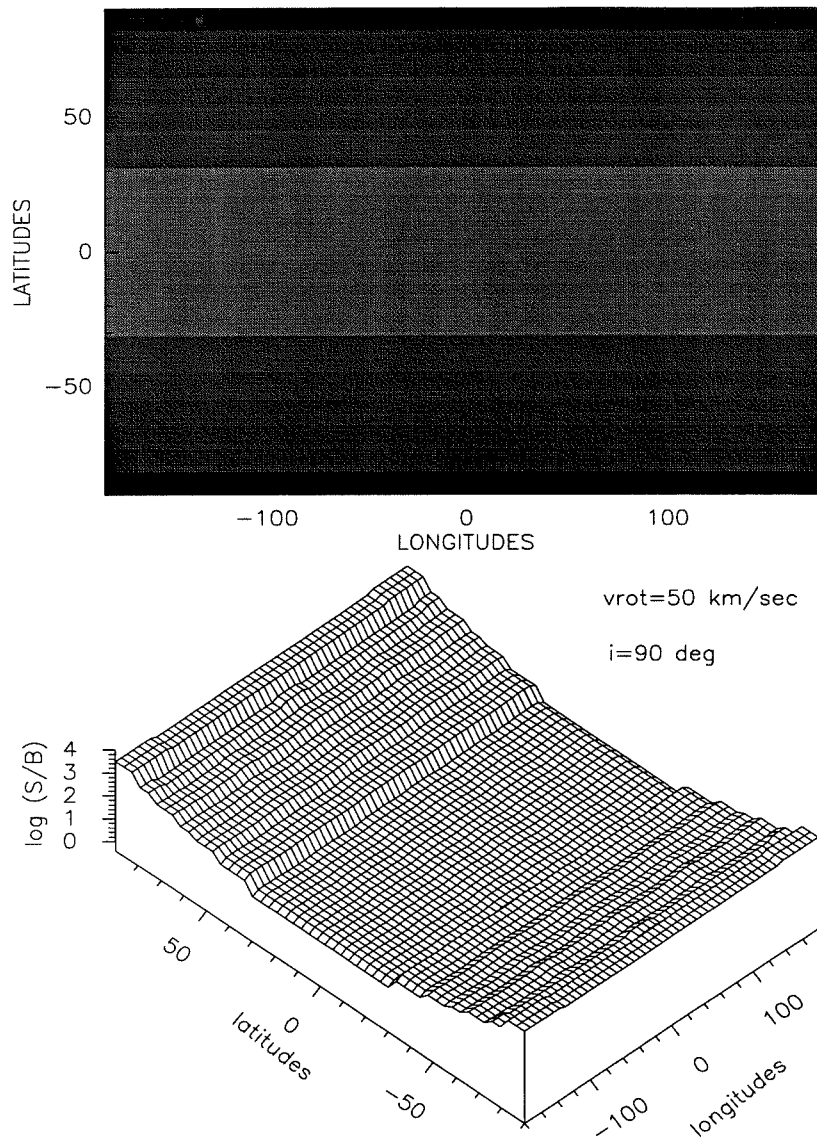 50
0
−50
LATITUDES
−100 0 100
LONGITUDES
vrot=50 km/sec
i=90 deg
log (S/B)
4
3
2
1
0
50
0
−50
latitudes
−100
0
100
longitudes